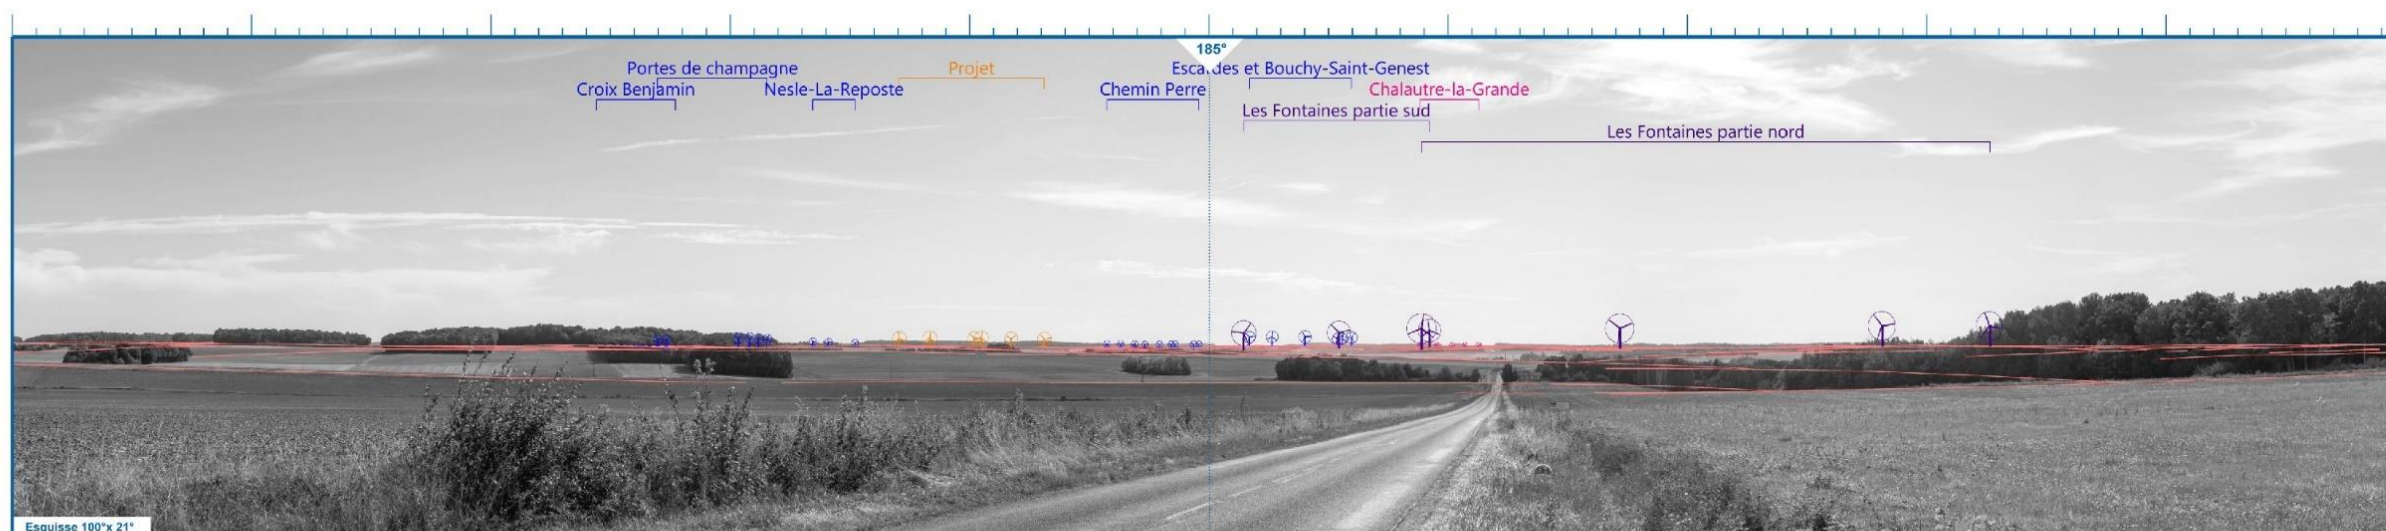 185°
Portes de champagne
Projet
Escardes et Bouchy-Saint-Genest
Croix Benjamin
Nesle-La-Reposte
Chemin Perre
Chalautre-la-Grande
Les Fontaines partie sud
Les Fontaines partie nord
Esquisse 100°x 21°